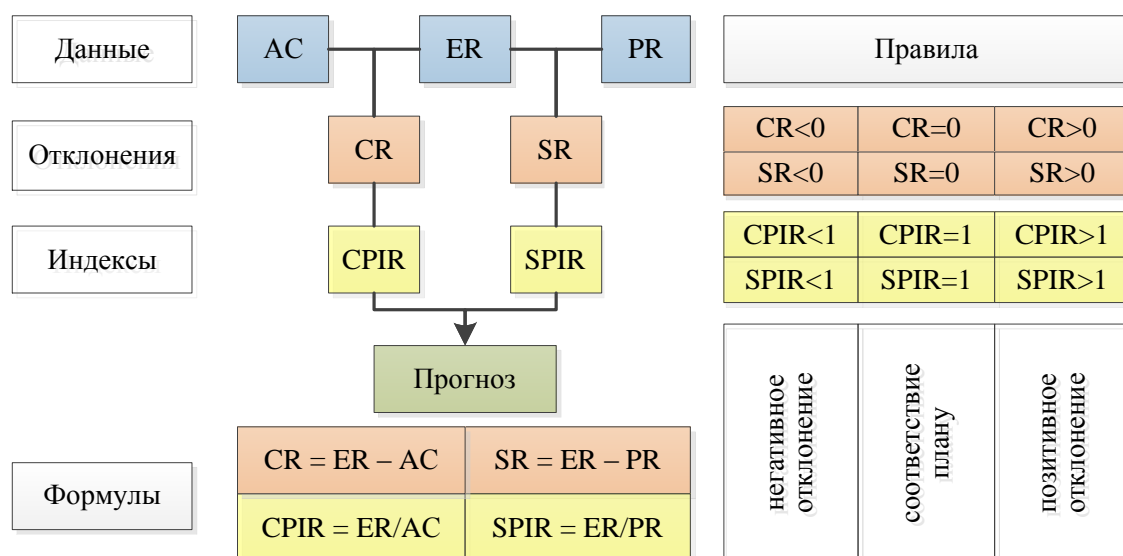 Данные
AC
ER
PR
Правила
Отклонения
CR
SR
CR<0
CR=0
CR>0
SR<0
SR=0
SR>0
Индексы
CPIR
SPIR
CPIR<1
CPIR=1
CPIR>1
SPIR<1
SPIR=1
SPIR>1
Прогноз
негативное
отклонение
соответствие
плану
позитивное
отклонение
Формулы
CR = ER – AC
SR = ER – PR
CPIR = ER/AC
SPIR = ER/PR